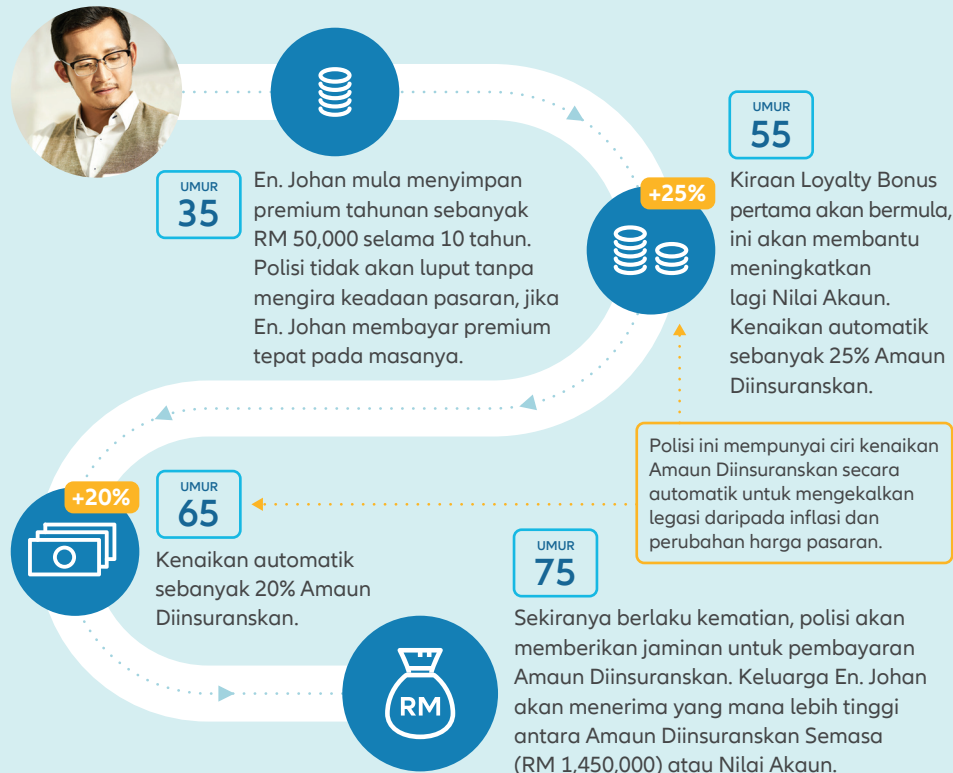 UMUR
35
En. Johan mula menyimpan
premium tahunan sebanyak
RM 50,000 selama 10 tahun.
Polisi tidak akan luput tanpa
mengira keadaan pasaran, jika
En. Johan membayar premium
tepat pada masanya.
+25%
UMUR
55
Kiraan Loyalty Bonus
pertama akan bermula,
ini akan membantu
meningkatkan
lagi Nilai Akaun.
Kenaikan automatik
sebanyak 25% Amaun
Diinsuranskan.
Polisi ini mempunyai ciri kenaikan
Amaun Diinsuranskan secara
automatik untuk mengekalkan
legasi daripada inflasi dan
perubahan harga pasaran.
+20%
UMUR
65
Kenaikan automatik
sebanyak 20% Amaun
Diinsuranskan.
RM
UMUR
75
Sekiranya berlaku kematian, polisi akan
memberikan jaminan untuk pembayaran
Amaun Diinsuranskan. Keluarga En. Johan
akan menerima yang mana lebih tinggi
antara Amaun Diinsuranskan Semasa
(RM 1,450,000) atau Nilai Akaun.